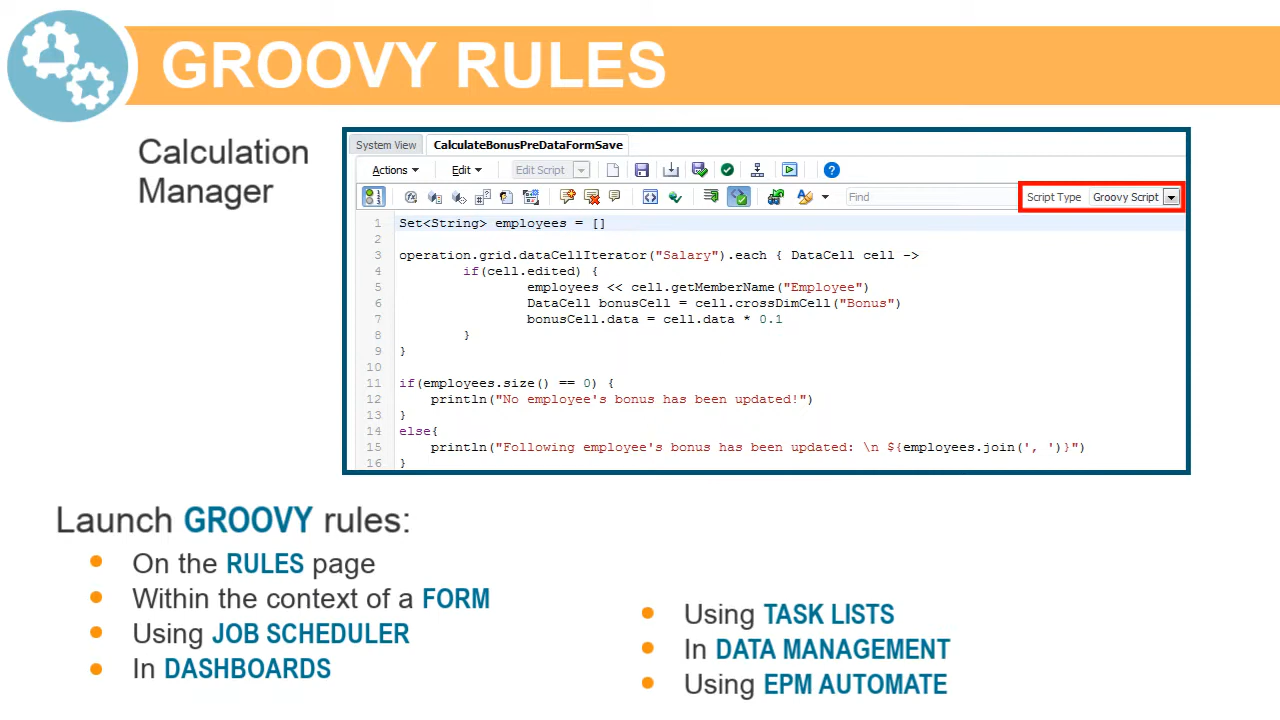 GROOVY RULES
Calculation
Manager
System View CalculateBonusPreDataFormSave
Actions Edit Edit Script
Find Script Type Groovy Script
1 Set<String> employees = []
2
3 operation.grid.dataCellIterator("Salary").each { DataCell cell ->
4 if(cell.edited) {
5 employees << cell.getMemberName("Employee")
6 DataCell bonusCell = cell.crossDimCell("Bonus")
7 bonusCell.data = cell.data * 0.1
8 }
9 }
10
11 if(employees.size() == 0) {
12 println("No employee's bonus has been updated!")
13 }
14 else{
15 println("Following employee's bonus has been updated: \n ${employees.join(', ')}")
16 }
Launch GROOVY rules:
On the RULES page
Within the context of a FORM
Using JOB SCHEDULER
In DASHBOARDS
Using TASK LISTS
In DATA MANAGEMENT
Using EPM AUTOMATE